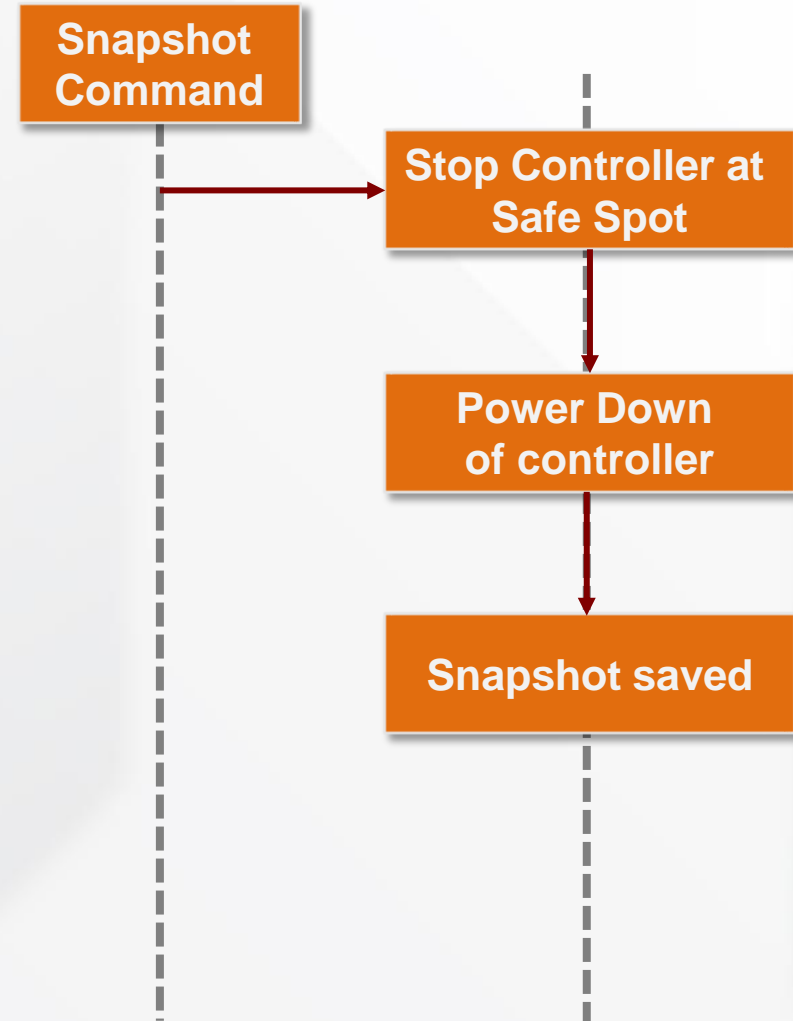 Snapshot
Command
Stop Controller at
Safe Spot
Power Down
of controller
Snapshot saved